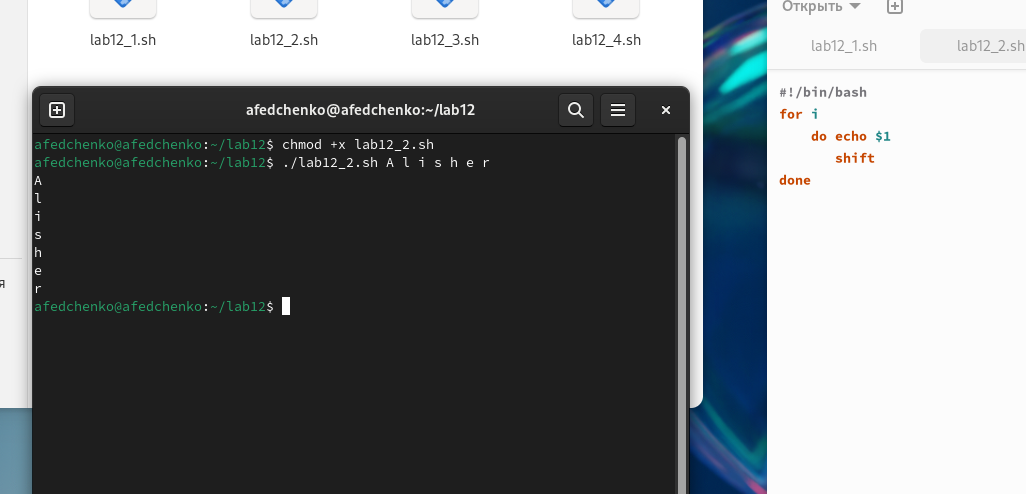 lab12_1.sh lab12_2.sh lab12_3.sh lab12_4.sh
afedchenko@afedchenko:~/lab12
afedchenko@afedchenko:~/lab12$ chmod +x lab12_2.sh
afedchenko@afedchenko:~/lab12$ ./lab12_2.sh A l i s h e r
A
l
i
s
h
e
r
afedchenko@afedchenko:~/lab12$
я
Открыть
lab12_1.sh lab12_2.sh
#!/bin/bash
for i
do echo $1
shift
done